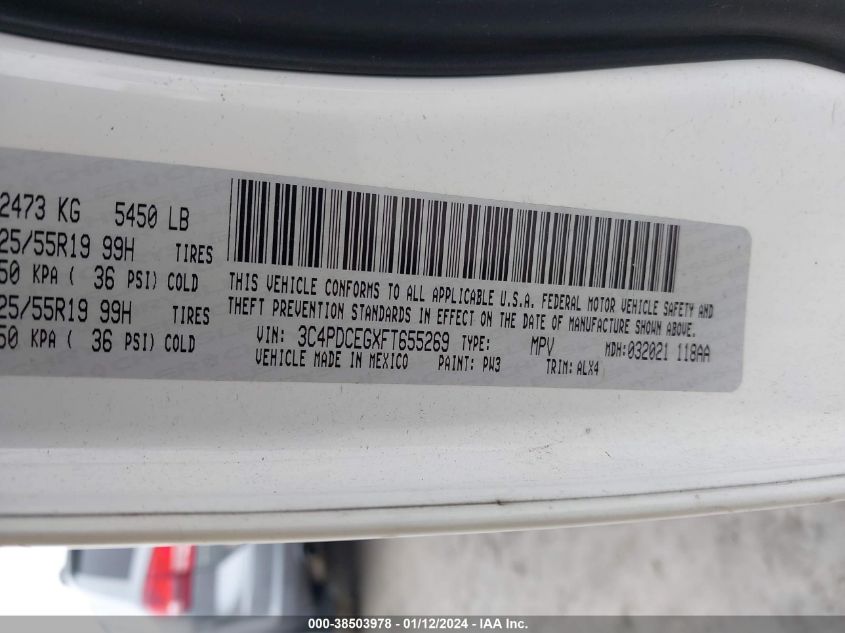 2473 KG 5450 LB
25/55R19 99H TIRES
50 KPA ( 36 PSI) COLD
25/55R19 99H TIRES
50 KPA ( 36 PSI) COLD
THIS VEHICLE CONFORMS TO ALL APPLICABLE U.S.A. FEDERAL MOTOR VEHICLE SAFETY AND
THEFT PREVENTION STANDARDS IN EFFECT ON THE DATE OF MANUFACTURE SHOWN ABOVE.
VIN: 3C4PDCEGXFT655269 TYPE: MPV MDH:032021 118AA
VEHICLE MADE IN MEXICO PAINT: PW3 TRIM: ALX4
000-38503978 - 01/12/2024 - IAA Inc.